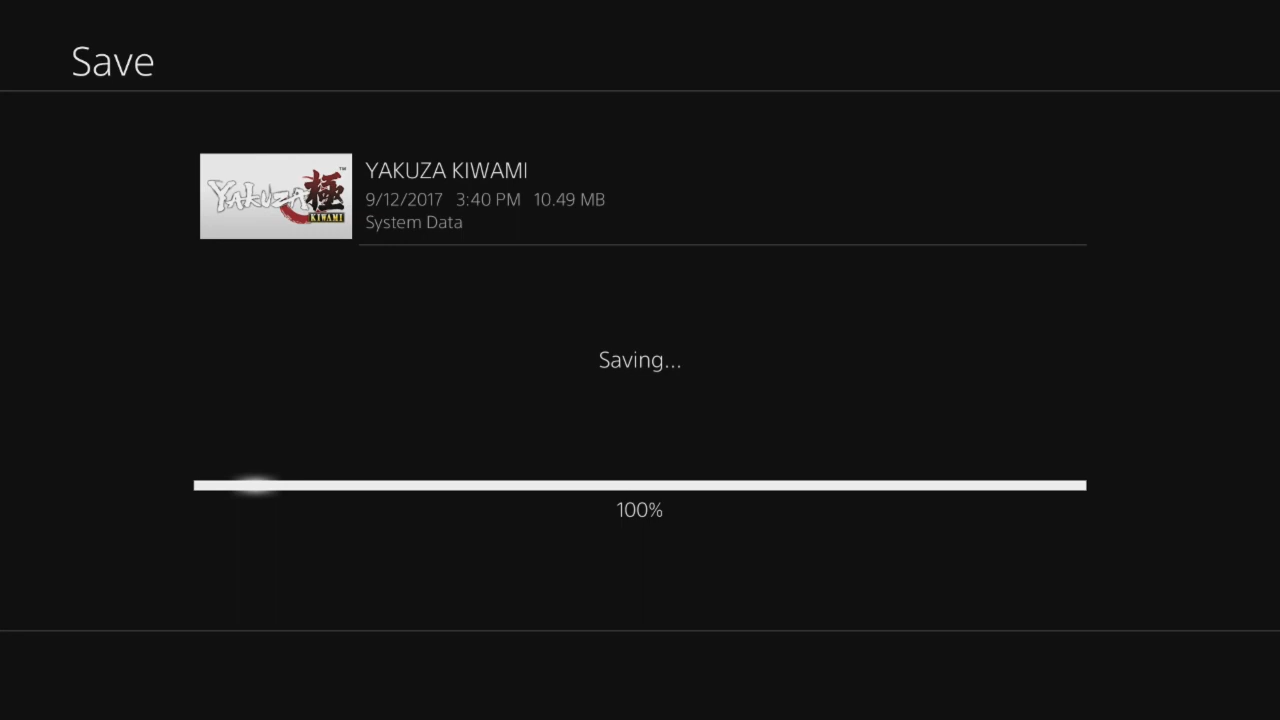 Save
YAKUZA 極 ™
KIWAMI
YAKUZA KIWAMI
9/12/2017 3:40 PM 10.49 MB
System Data
Saving...
100%